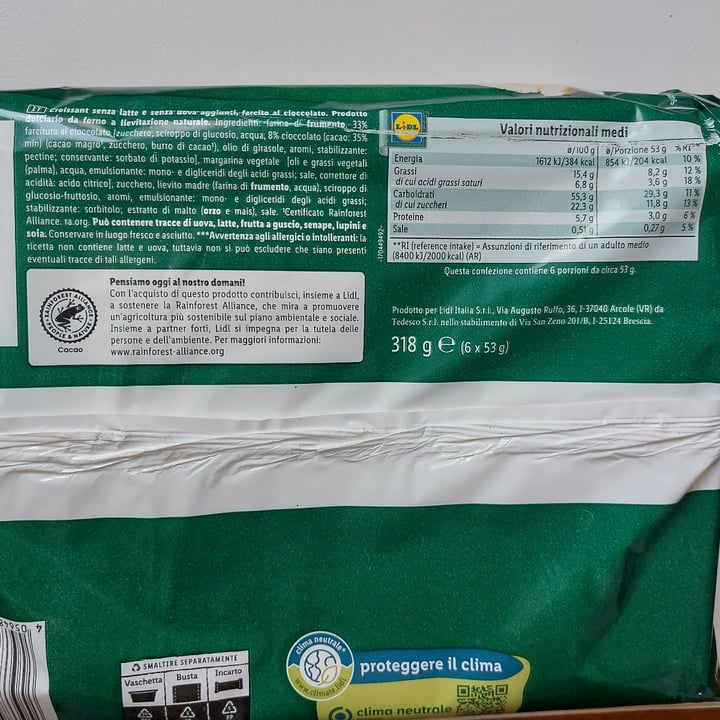 IT Croissant senza latte e senza uova aggiunti, farcito al cioccolato. Prodotto
dolciario da forno a lievitazione naturale. Ingredienti: farina di frumento, 33%
farcitura al cioccolato [zucchero, sciroppo di glucosio, acqua, 8% cioccolato (cacao: 35%
min) (cacao magro¹, zucchero, burro di cacao¹), olio di girasole, aromi, stabilizzante:
pectine; conservante: sorbato di potassio], margarina vegetale [oli e grassi vegetali
(palma), acqua, emulsionante: mono- e digliceridi degli acidi grassi; sale, correttore di
acidità: acido citrico], zucchero, lievito madre (farina di frumento, acqua), sciroppo di
glucosio-fruttosio, aromi, emulsionante: mono- e digliceridi degli acidi grassi;
stabilizzante: sorbitolo; estratto di malto (orzo e mais), sale. ¹Certificato Rainforest
Alliance. ra.org. Può contenere tracce di uova, latte, frutta a guscio, senape, lupini e
soia. Conservare in luogo fresco e asciutto. ***Avvertenza agli allergici o intolleranti: la
ricetta non contiene latte e uova, tuttavia non si può escludere che siano presenti
eventuali tracce di tali allergeni.
RAINFOREST ALLIANCE
PEOPLE & NATURE
Cacao
Pensiamo oggi al nostro domani!
Con l'acquisto di questo prodotto contribuisci, insieme a Lidl,
a sostenere la Rainforest Alliance, che mira a promuovere
un'agricoltura più sostenibile sul piano ambientale e sociale.
Insieme a partner forti, Lidl si impegna per la tutela delle
persone e dell'ambiente. Per maggiori informazioni:
www.rainforest-alliance.org
LIDL
Valori nutrizionali medi
ø/100 g ø/Porzione 53 g %RI**
Energia 1612 kJ/384 kcal 854 kJ/204 kcal 10 %
Grassi 15,4 g 8,2 g 12 %
di cui acidi grassi saturi 6,8 g 3,6 g 18 %
Carboidrati 55,3 g 29,3 g 11 %
di cui zuccheri 22,3 g 11,8 g 13 %
Proteine 5,7 g 3,0 g 6 %
Sale 0,51 g 0,27 g 5 %
**RI (reference intake) = Assunzioni di riferimento di un adulto medio
(8400 kJ/2000 kcal) (AR)
Questa confezione contiene 6 porzioni da circa 53 g.
Prodotto per Lidl Italia S.r.l., Via Augusto Ruffo, 36, I-37040 Arcole (VR) da
Tedesco S.r.l. nello stabilimento di Via San Zeno 201/B, I-25124 Brescia.
318 g e (6 x 53 g)
SMALTIRE SEPARATAMENTE
Vaschetta Busta Incarto
clima neutrale*
www.climate.lidl
proteggere il clima
clima neutrale